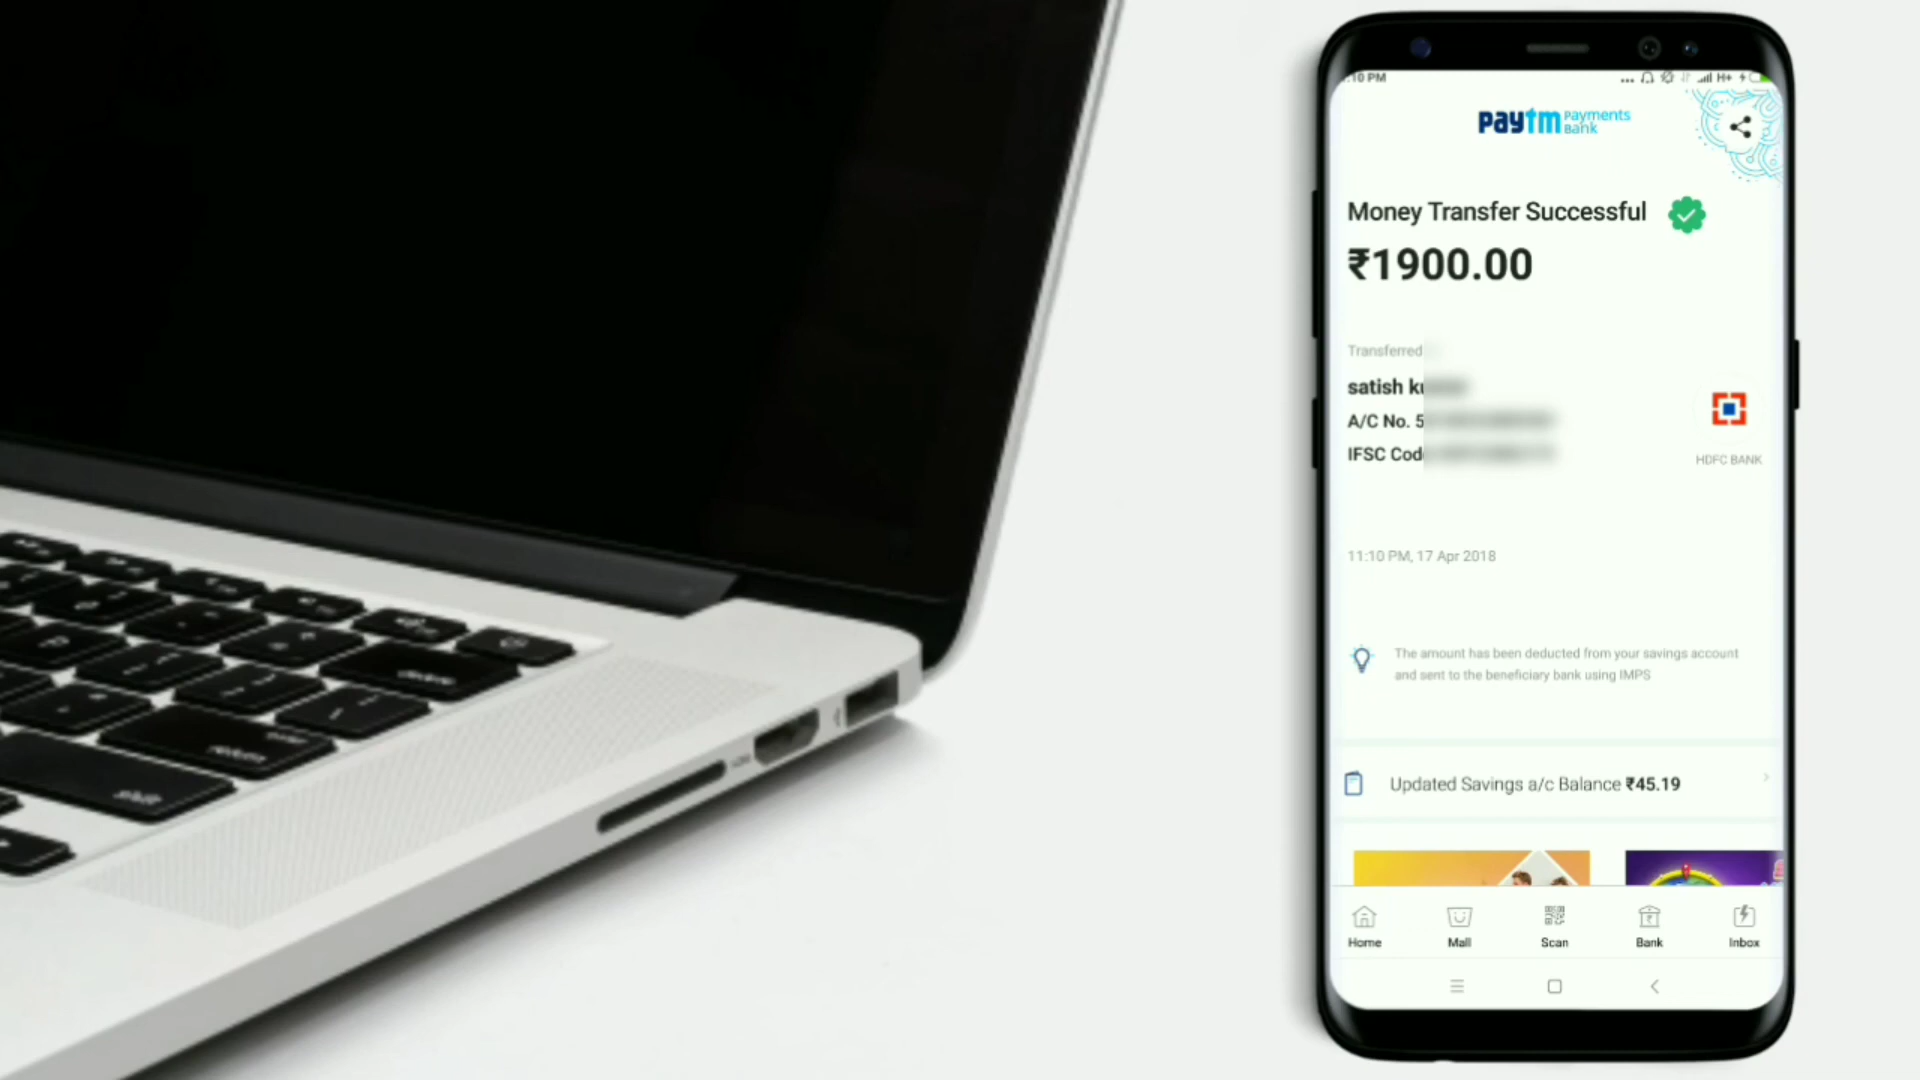 :10 PM
H+
paytm Payments Bank
Money Transfer Successful
₹1900.00
Transferred
satish
A/C No. 5
IFSC
HDFC BANK
11:10 PM, 17 Apr 2018
The amount has been deducted from your savings account
and sent to the beneficiary bank using IMPS
Updated Savings a/c Balance ₹45.19
Home Mall Scan Bank Inbox
return
shift